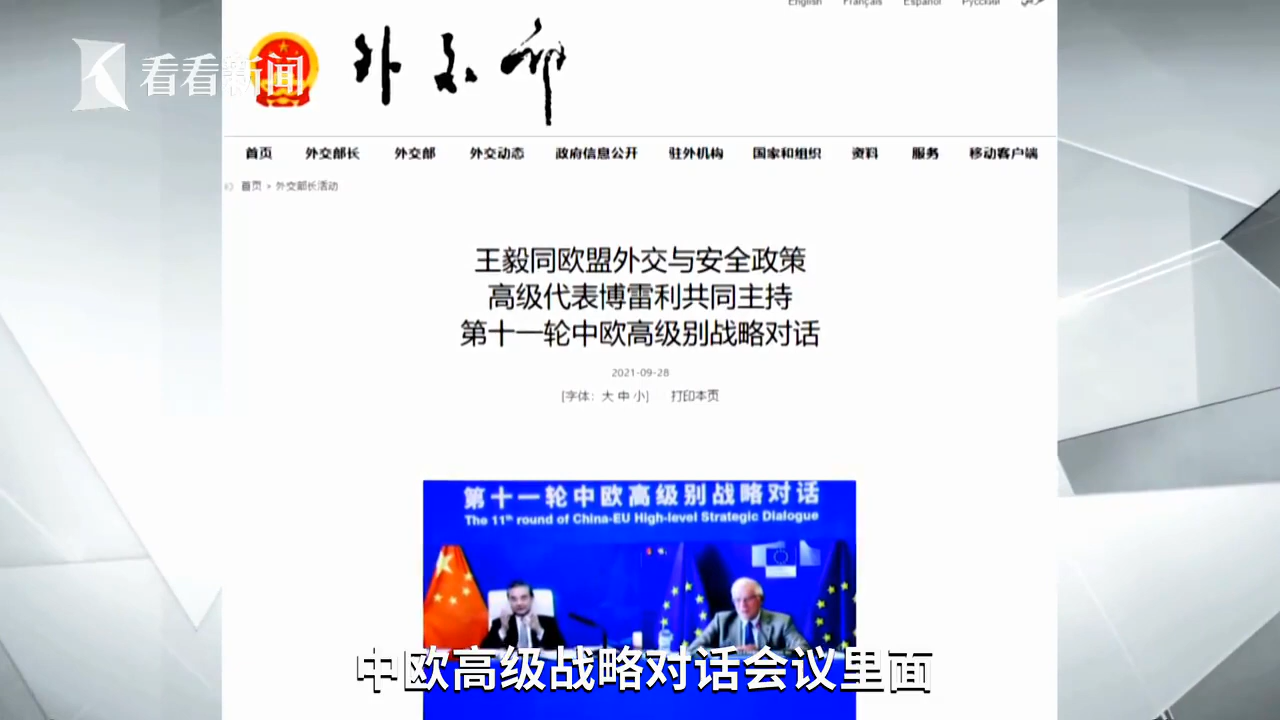 English Français Español Русский عربي
看看新闻
外交部
首页 外交部长 外交部 外交动态 政府信息公开 驻外机构 国家和组织 资料 服务 移动客户端
首页 > 外交部长活动
王毅同欧盟外交与安全政策
高级代表博雷利共同主持
第十一轮中欧高级别战略对话
2021-09-28
[字体：大 中 小] 打印本页
第十一轮中欧高级别战略对话
The 11th round of China-EU High-level Strategic Dialogue
中欧高级战略对话会议里面